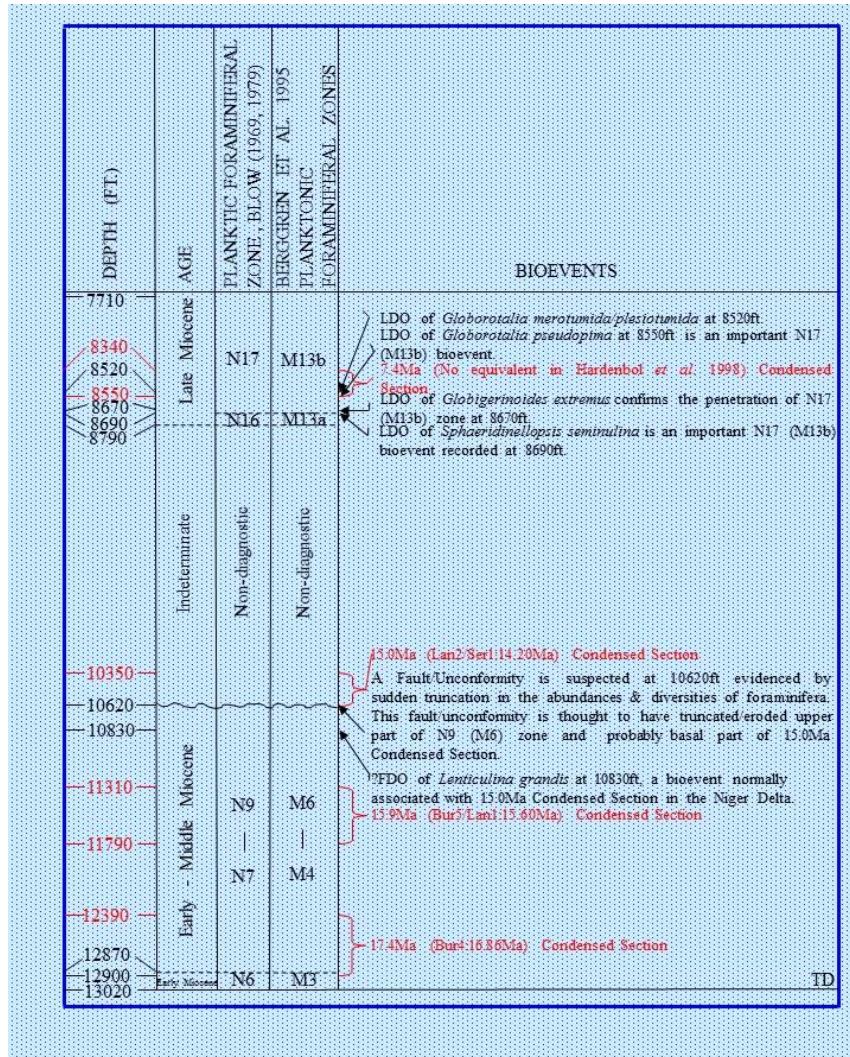 DEPTH (FT.)
AGE
PLANKTIC FORAMINIFERAL
ZONE, BLOW (1969, 1979)
BERGGREN ET AL. 1995
PLANKTONIC
FORAMINIFERAL ZONES
BIOEVENTS
7710
8340
8520
8550
8670
8690
8790
Late Miocene
N17
M13b
N16
M13a
LDO of Globorotalia merotumida/plesiotumida at 8520ft.
LDO of Globorotalia pseudopima at 8550ft is an important N17
(M13b) bioevent.
7.4Ma (No equivalent in Hardenbol et al. 1998) Condensed
Section
LDO of Globigerinoides extremus confirms the penetration of N17
(M13b) zone at 8670ft.
LDO of Sphaeridinellopsis seminulina is an important N17 (M13b)
bioevent recorded at 8690ft.
Indeterminate
Non-diagnostic
Non-diagnostic
10350
10620
10830
15.0Ma (Lan2/Ser1:14.20Ma) Condensed Section
A Fault/Unconformity is suspected at 10620ft evidenced by
sudden truncation in the abundances & diversities of foraminifera.
This fault/unconformity is thought to have truncated/eroded upper
part of N9 (M6) zone and probably basal part of 15.0Ma
Condensed Section.
?FDO of Lenticulina grandis at 10830ft, a bioevent normally
associated with 15.0Ma Condensed Section in the Niger Delta.
11310
11790
12390
12870
12900
13020
Early - Middle Miocene
N9
M6
N7
M4
15.9Ma (Bur5/Lan1:15.60Ma) Condensed Section
17.4Ma (Bur4:16.86Ma) Condensed Section
Early Miocene
N6
M3
TD